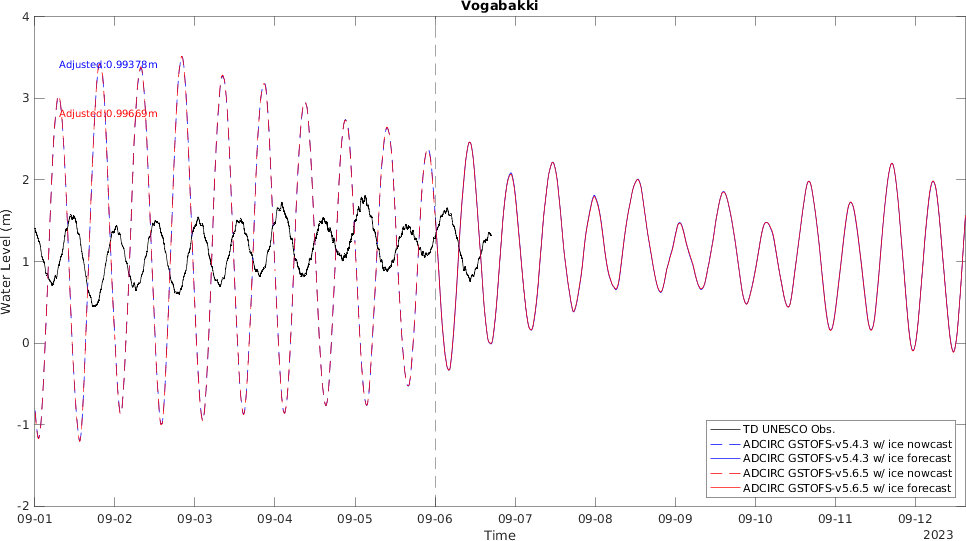 Vogabakki
4
3
2
1
0
-1
-2
Water Level (m)
Adjusted:0.99378m
Adjusted:0.99669m
TD UNESCO Obs.
ADCIRC GSTOFS-v5.4.3 w/ ice nowcast
ADCIRC GSTOFS-v5.4.3 w/ ice forecast
ADCIRC GSTOFS-v5.6.5 w/ ice nowcast
ADCIRC GSTOFS-v5.6.5 w/ ice forecast
09-01 09-02 09-03 09-04 09-05 09-06 09-07 09-08 09-09 09-10 09-11 09-12
Time
2023